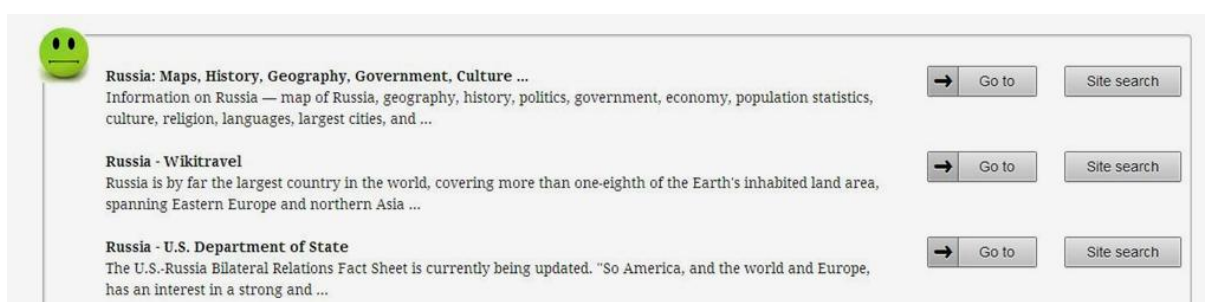 Russia: Maps, History, Geography, Government, Culture ...
Information on Russia — map of Russia, geography, history, politics, government, economy, population statistics,
culture, religion, languages, largest cities, and ...
Go to
Site search
Russia - Wikitravel
Russia is by far the largest country in the world, covering more than one-eighth of the Earth's inhabited land area,
spanning Eastern Europe and northern Asia ...
Go to
Site search
Russia - U.S. Department of State
The U.S.-Russia Bilateral Relations Fact Sheet is currently being updated. "So America, and the world and Europe,
has an interest in a strong and ...
Go to
Site search